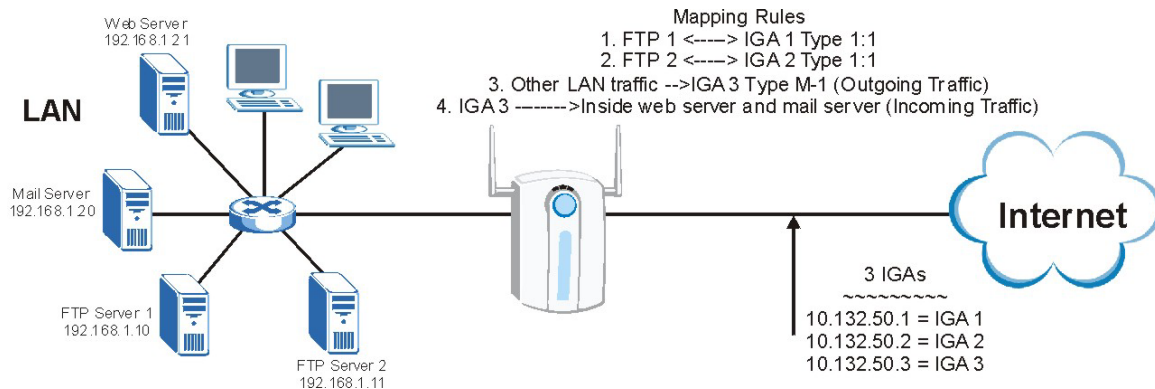 Web Server
192.168.1.21
LAN
Mail Server
192.168.1.20
FTP Server 1
192.168.1.10
FTP Server 2
192.168.1.11
Mapping Rules
1. FTP 1 <-----> IGA 1 Type 1:1
2. FTP 2 <-----> IGA 2 Type 1:1
3. Other LAN traffic -->IGA 3 Type M-1 (Outgoing Traffic)
4. IGA 3 -------->Inside web server and mail server (Incoming Traffic)
Internet
3 IGAs
~~~~~~~~~
10.132.50.1 = IGA 1
10.132.50.2 = IGA 2
10.132.50.3 = IGA 3